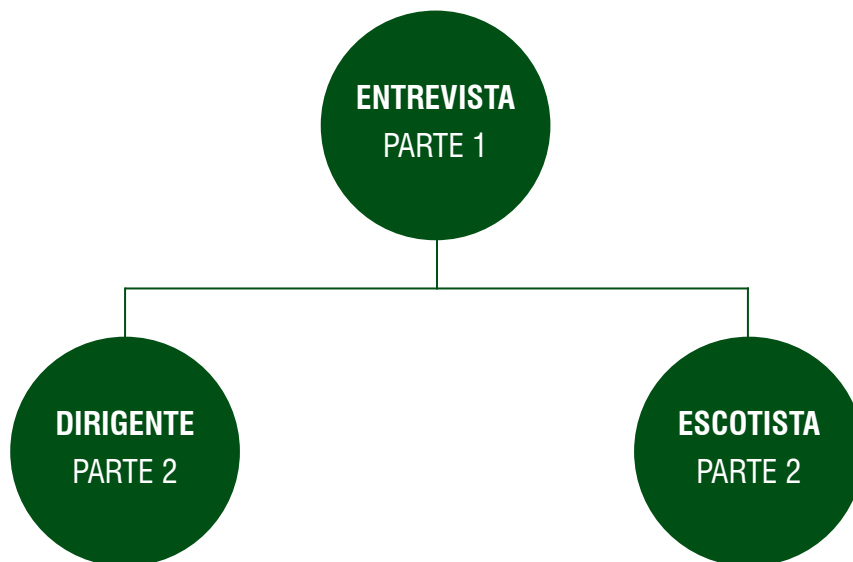 ENTREVISTA
PARTE 1
DIRIGENTE
PARTE 2
ESCOTISTA
PARTE 2